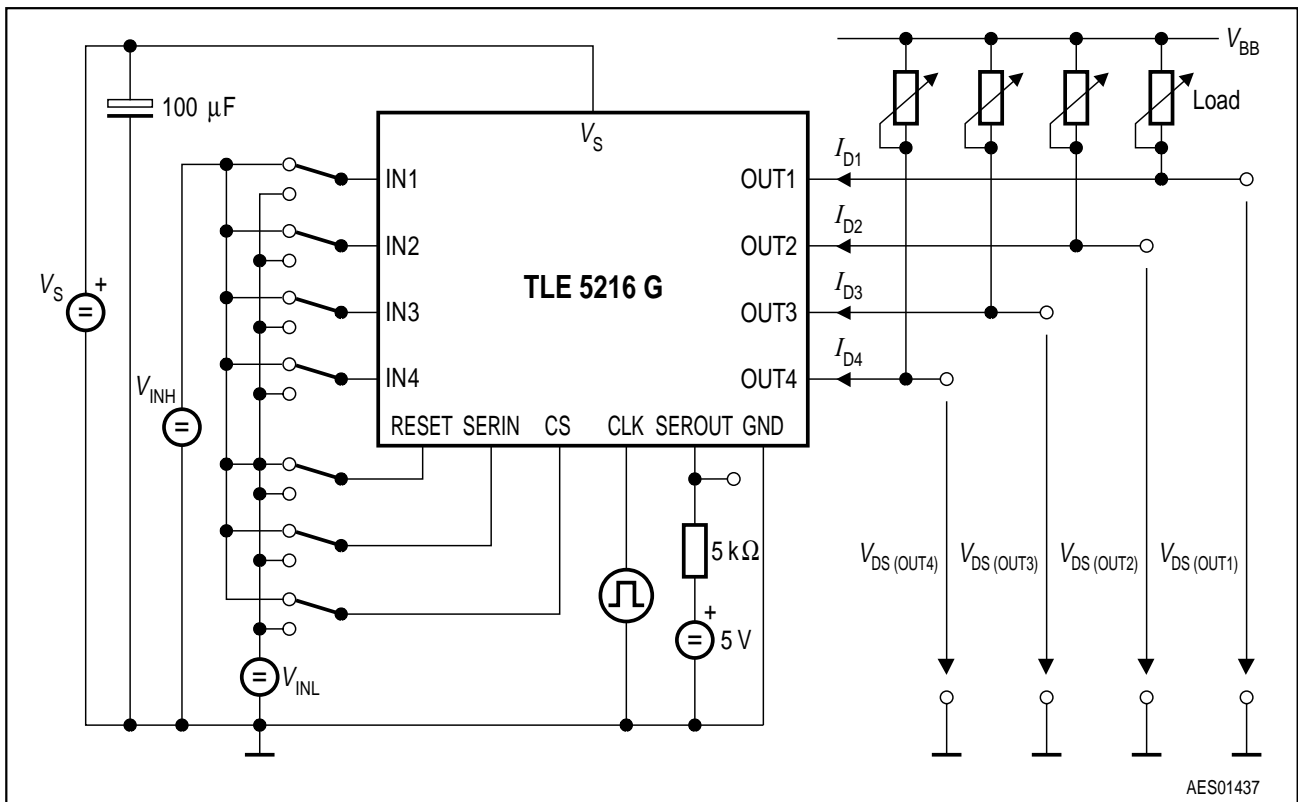 V_BB
100 μF
Load
V_S
I_D1
IN1
OUT1
I_D2
IN2
OUT2
TLE 5216 G
V_S
+
I_D3
IN3
OUT3
I_D4
IN4
OUT4
V_INH
RESET SERIN CS CLK SEROUT GND
5 kΩ
V_DS (OUT4)
V_DS (OUT3)
V_DS (OUT2)
V_DS (OUT1)
+
5 V
V_INL
AES01437